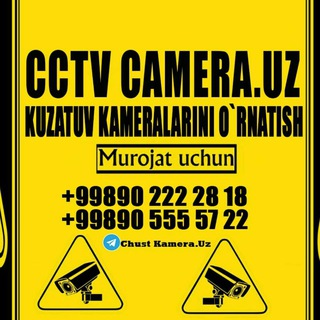 CCTV CAMERA.UZ
KUZATUV KAMERALARINI O`RNATISH
Murojat uchun
+99890 222 28 18
+99890 555 57 22
Chust Kamera.Uz